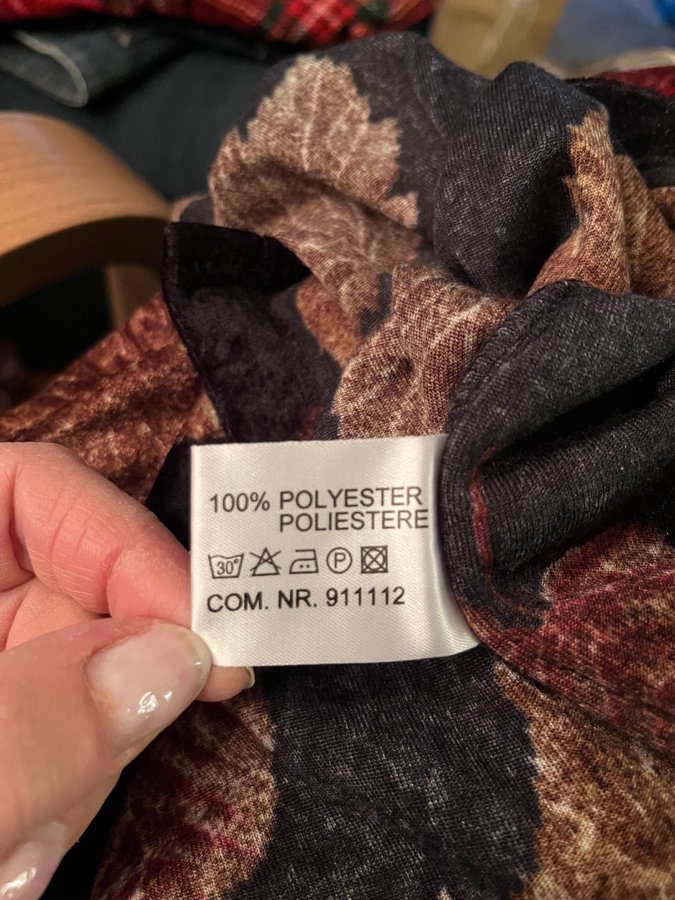 100% POLYESTER
POLIESTERE
30° P
COM. NR. 911112